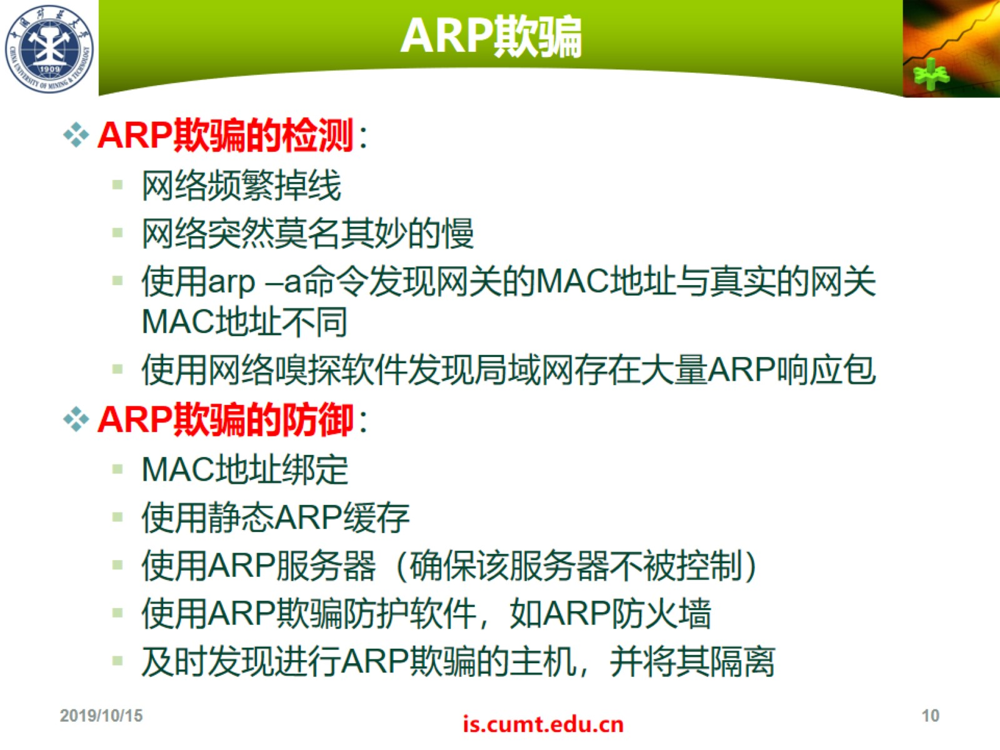 中国矿业大学
CHINA UNIVERSITY OF MINING & TECHNOLOGY
1909
ARP欺骗
ARP欺骗的检测：
网络频繁掉线
网络突然莫名其妙的慢
使用arp –a命令发现网关的MAC地址与真实的网关
MAC地址不同
使用网络嗅探软件发现局域网存在大量ARP响应包
ARP欺骗的防御：
MAC地址绑定
使用静态ARP缓存
使用ARP服务器（确保该服务器不被控制）
使用ARP欺骗防护软件，如ARP防火墙
及时发现进行ARP欺骗的主机，并将其隔离
2019/10/15
is.cumt.edu.cn
10